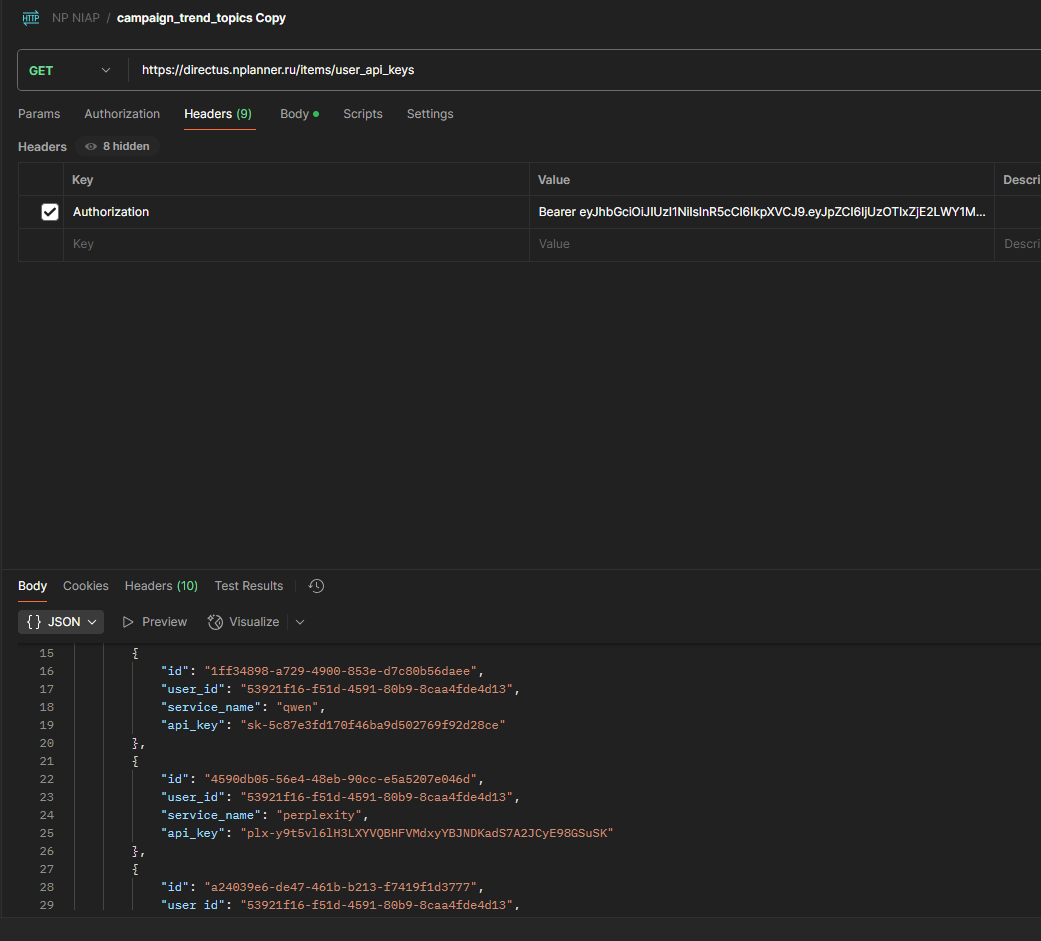 HTTP NP NIAP / campaign_trend_topics Copy
GET https://directus.nplanner.ru/items/user_api_keys
Params Authorization Headers (9) Body Scripts Settings
Headers 8 hidden
Key Value Descri
Authorization Bearer eyJhbGciOiJIUzI1NiIsInR5cCI6IkpXVCJ9.eyJpZCI6IjUzOTIxZjE2LWY1M...
Key Value Descri
Body Cookies Headers (10) Test Results
{} JSON Preview Visualize
15 {
16 "id": "1ff34898-a729-4900-853e-d7c80b56daee",
17 "user_id": "53921f16-f51d-4591-80b9-8caa4fde4d13",
18 "service_name": "qwen",
19 "api_key": "sk-5c87e3fd170f46ba9d502769f92d28ce"
20 },
21 {
22 "id": "4590db05-56e4-48eb-90cc-e5a5207e046d",
23 "user_id": "53921f16-f51d-4591-80b9-8caa4fde4d13",
24 "service_name": "perplexity",
25 "api_key": "plx-y9t5vl6lH3LXYVQBHFVMdxyYBJNDKadS7A2JCyE98GSuSK"
26 },
27 {
28 "id": "a24039e6-de47-461b-b213-f7419f1d3777",
29 "user_id": "53921f16-f51d-4591-80b9-8caa4fde4d13",